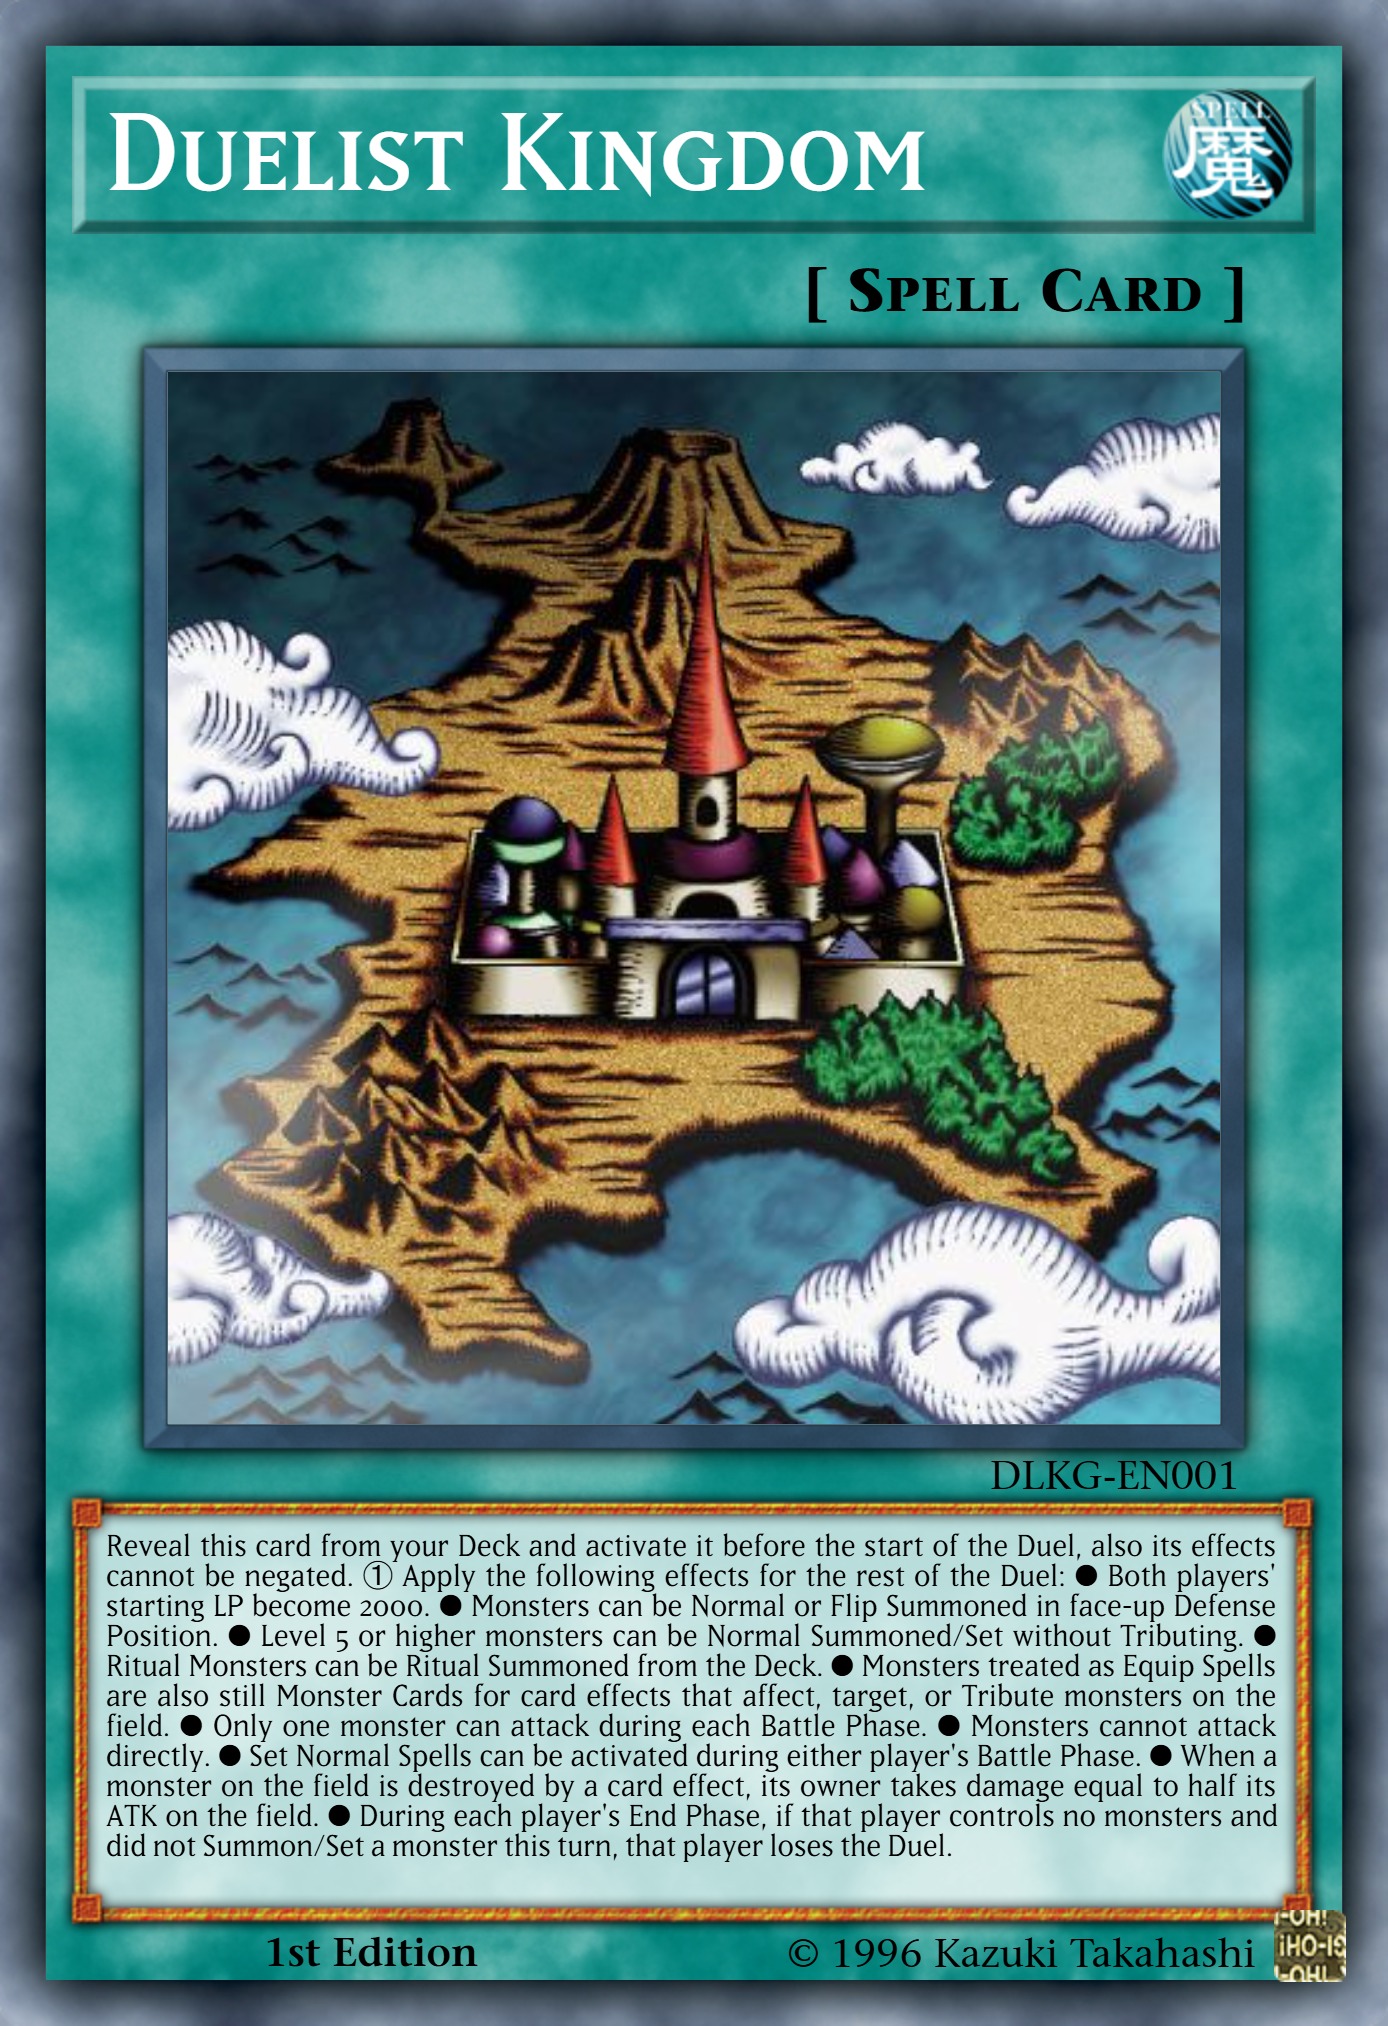 DUELIST KINGDOM
SPELL
魔
[ SPELL CARD ]
DLKG-EN001
Reveal this card from your Deck and activate it before the start of the Duel, also its effects
cannot be negated. ① Apply the following effects for the rest of the Duel: ● Both players'
starting LP become 2000. ● Monsters can be Normal or Flip Summoned in face-up Defense
Position. ● Level 5 or higher monsters can be Normal Summoned/Set without Tributing. ●
Ritual Monsters can be Ritual Summoned from the Deck. ● Monsters treated as Equip Spells
are also still Monster Cards for card effects that affect, target, or Tribute monsters on the
field. ● Only one monster can attack during each Battle Phase. ● Monsters cannot attack
directly. ● Set Normal Spells can be activated during either player's Battle Phase. ● When a
monster on the field is destroyed by a card effect, its owner takes damage equal to half its
ATK on the field. ● During each player's End Phase, if that player controls no monsters and
did not Summon/Set a monster this turn, that player loses the Duel.
1st Edition
© 1996 Kazuki Takahashi
-OH!